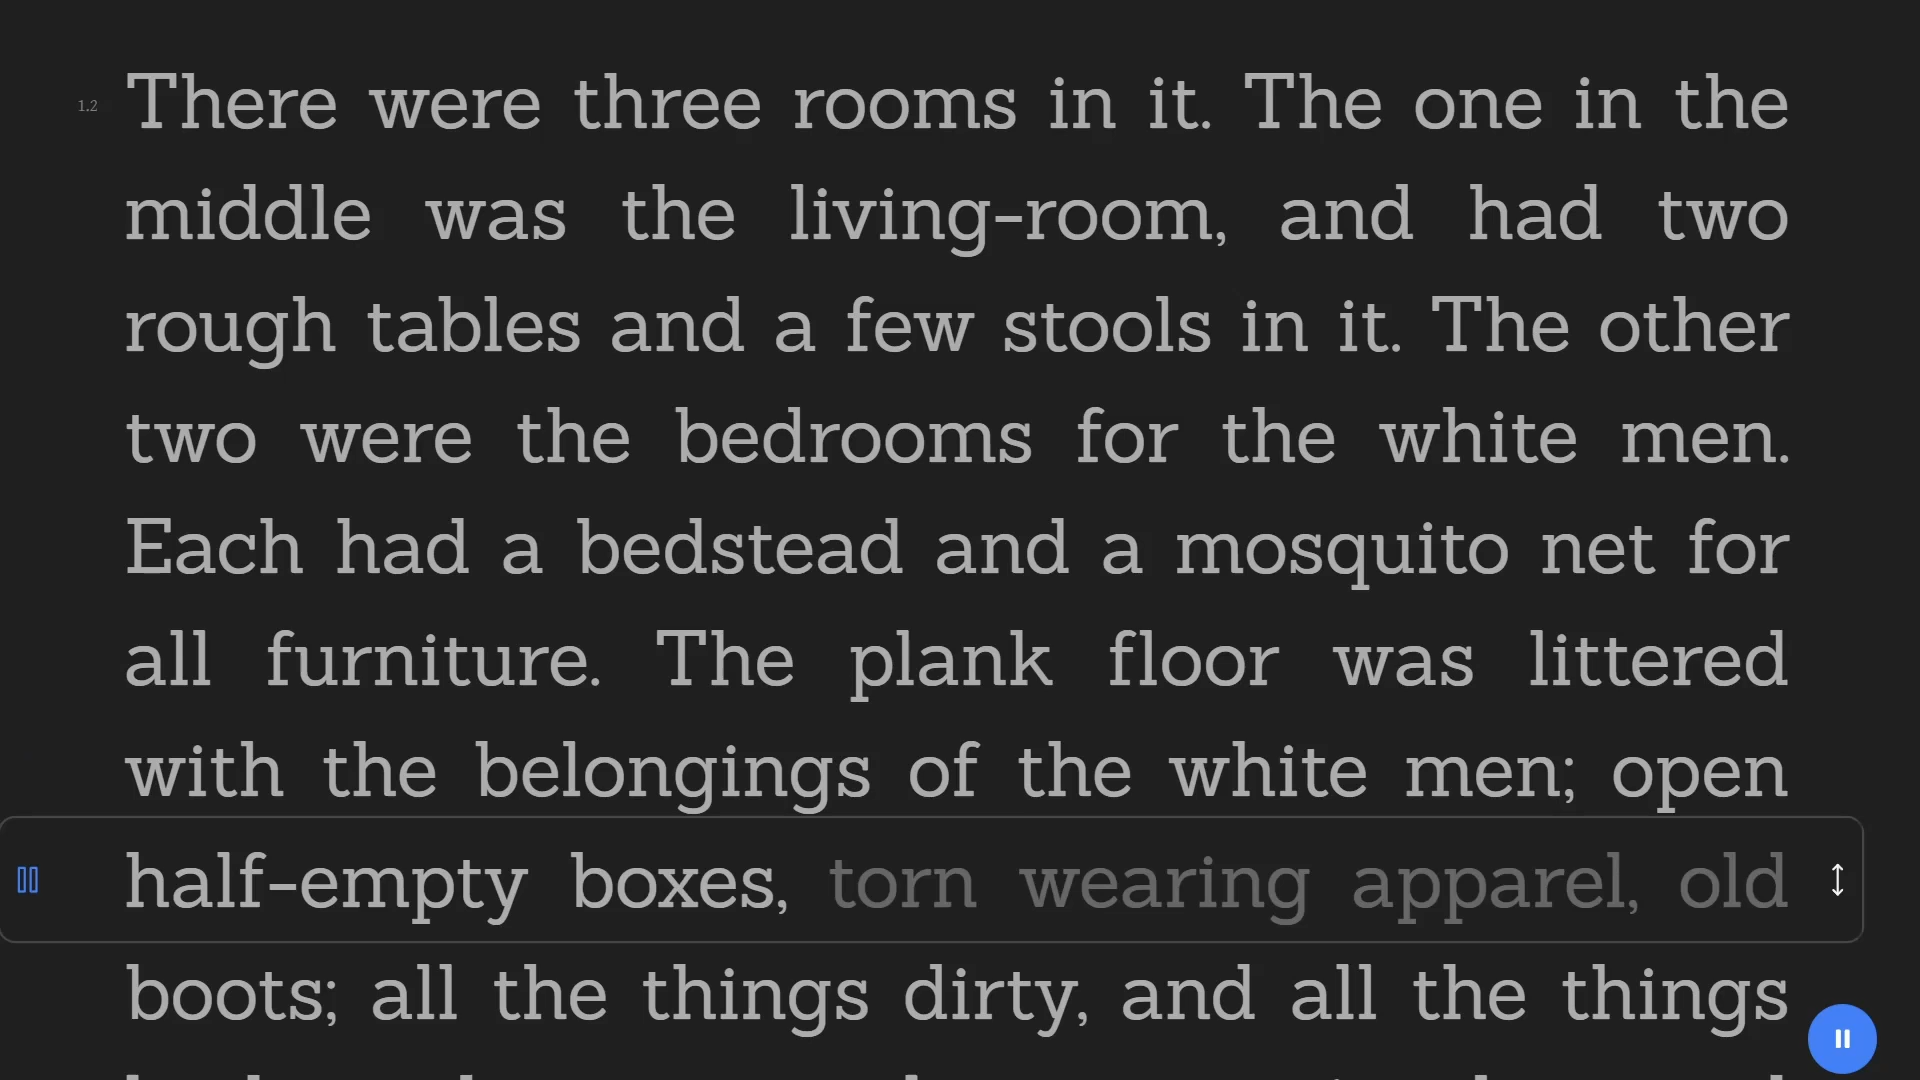 1.2
There were three rooms in it. The one in the
middle was the living-room, and had two
rough tables and a few stools in it. The other
two were the bedrooms for the white men.
Each had a bedstead and a mosquito net for
all furniture. The plank floor was littered
with the belongings of the white men; open
half-empty boxes, torn wearing apparel, old
boots; all the things dirty, and all the things